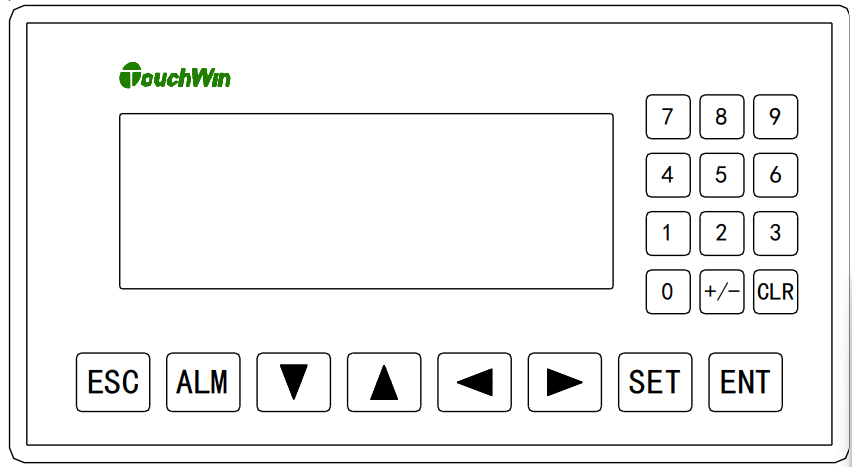 TouchWin
7 8 9
4 5 6
1 2 3
0 +/- CLR
ESC ALM ▼ ▲ ◀ ▶ SET ENT